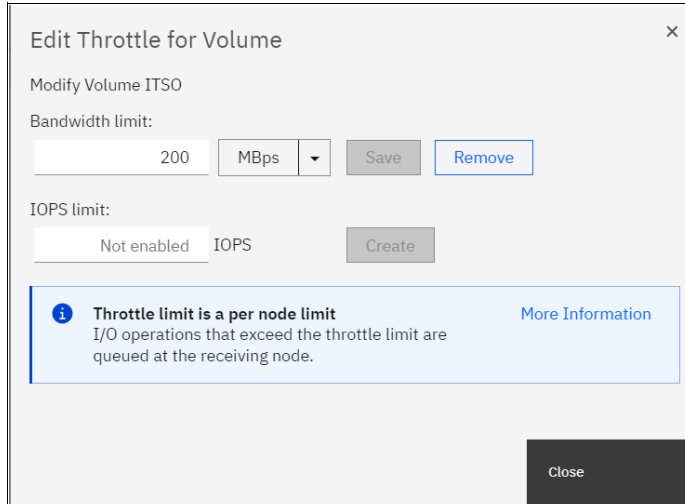 Edit Throttle for Volume
Modify Volume ITSO
Bandwidth limit:
200 MBps Save Remove
IOPS limit:
Not enabled IOPS Create
Throttle limit is a per node limit More Information
I/O operations that exceed the throttle limit are
queued at the receiving node.
Close